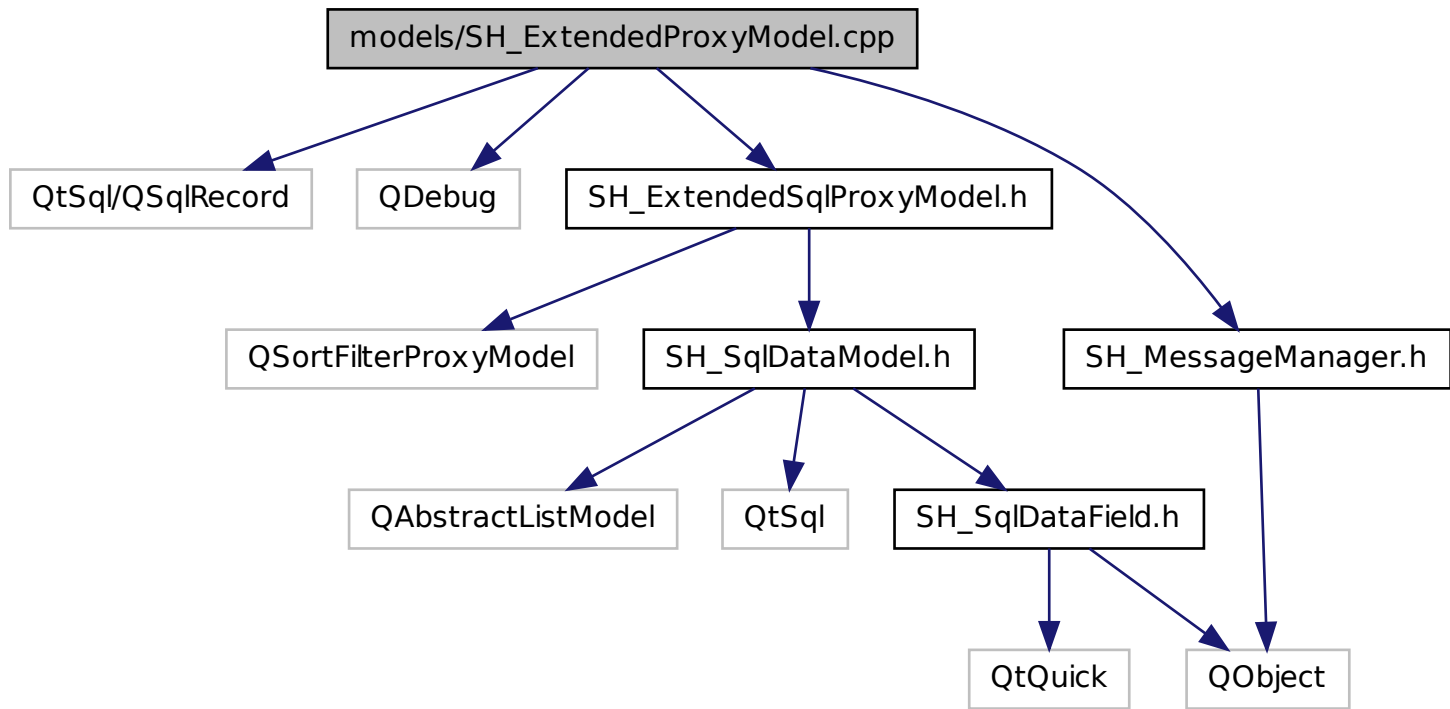 models/SH_ExtendedProxyModel.cpp
QtSql/QSqlRecord
QDebug
SH_ExtendedSqlProxyModel.h
QSortFilterProxyModel
SH_SqlDataModel.h
SH_MessageManager.h
QAbstractListModel
QtSql
SH_SqlDataField.h
QtQuick
QObject